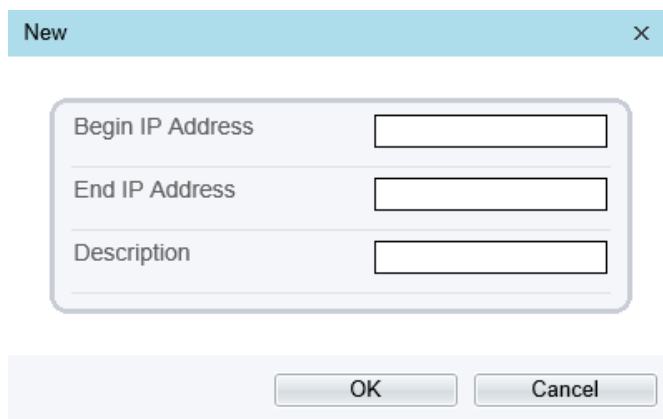 New
Begin IP Address
End IP Address
Description
OK Cancel